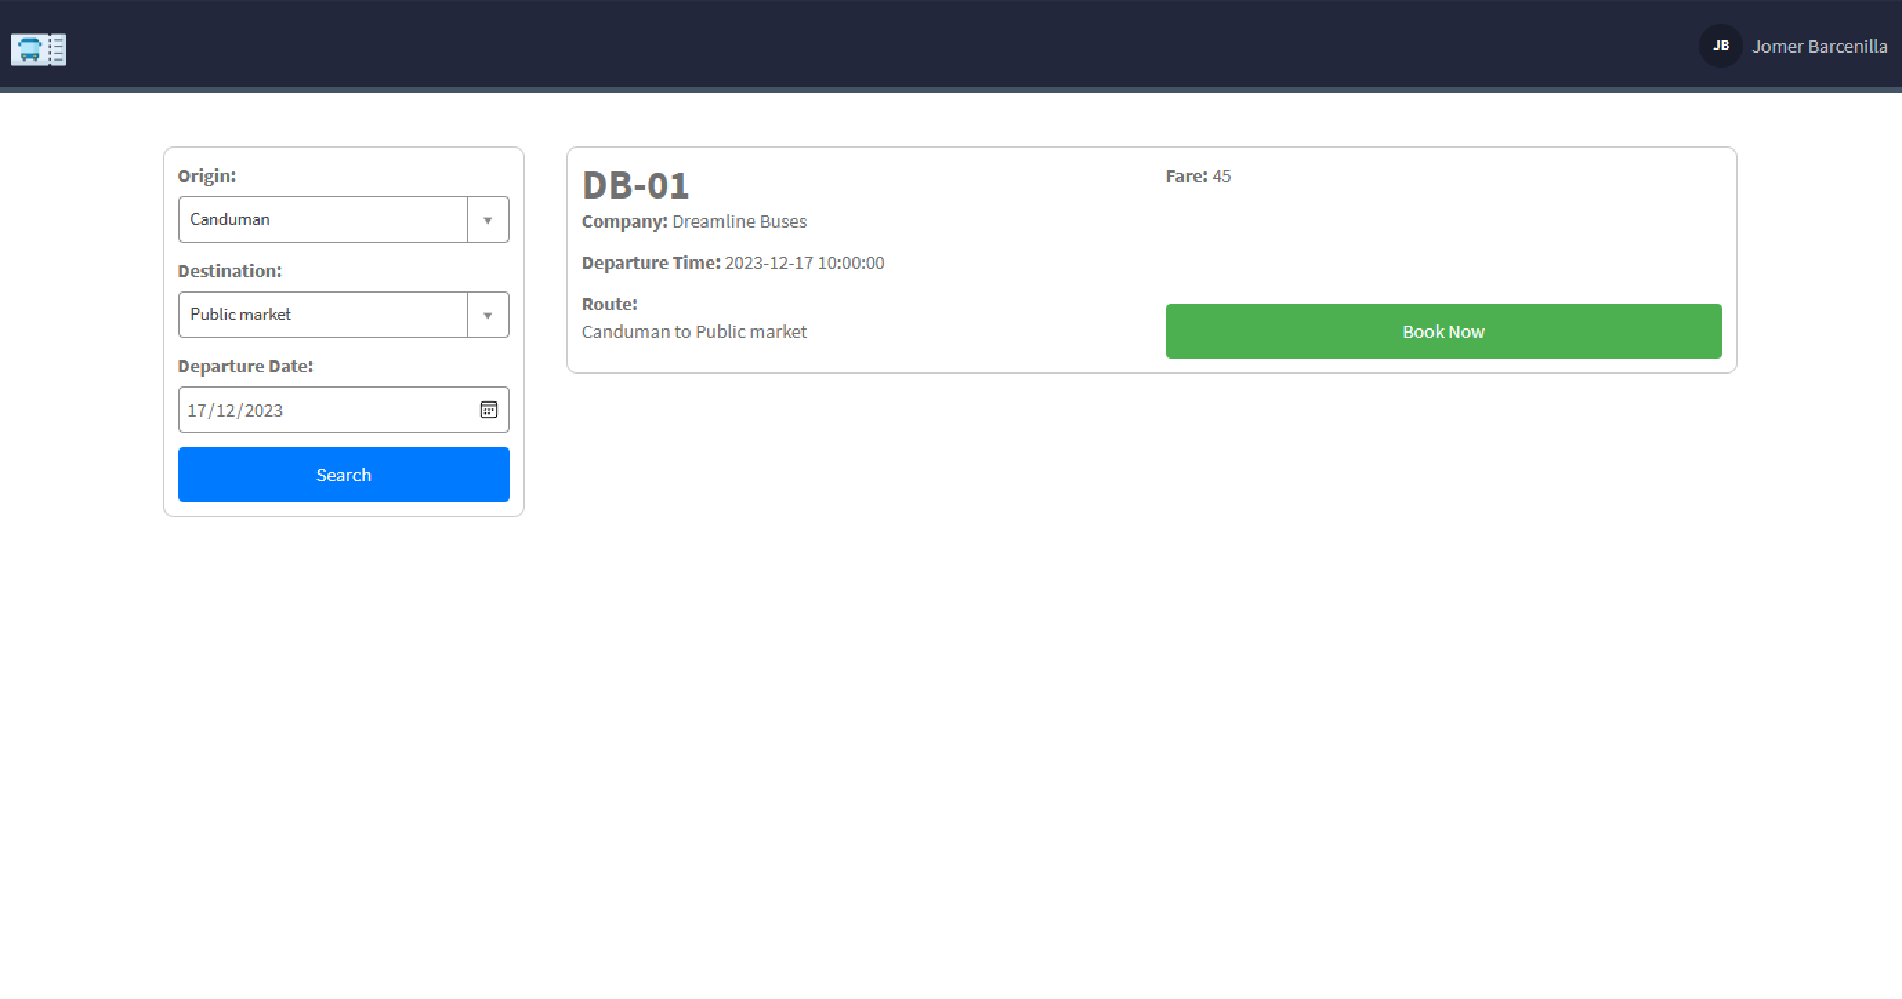 JB Jomer Barcenilla
Origin:
Canduman
Destination:
Public market
Departure Date:
17/12/2023
Search
DB-01
Company: Dreamline Buses
Departure Time: 2023-12-17 10:00:00
Route:
Canduman to Public market
Fare: 45
Book Now